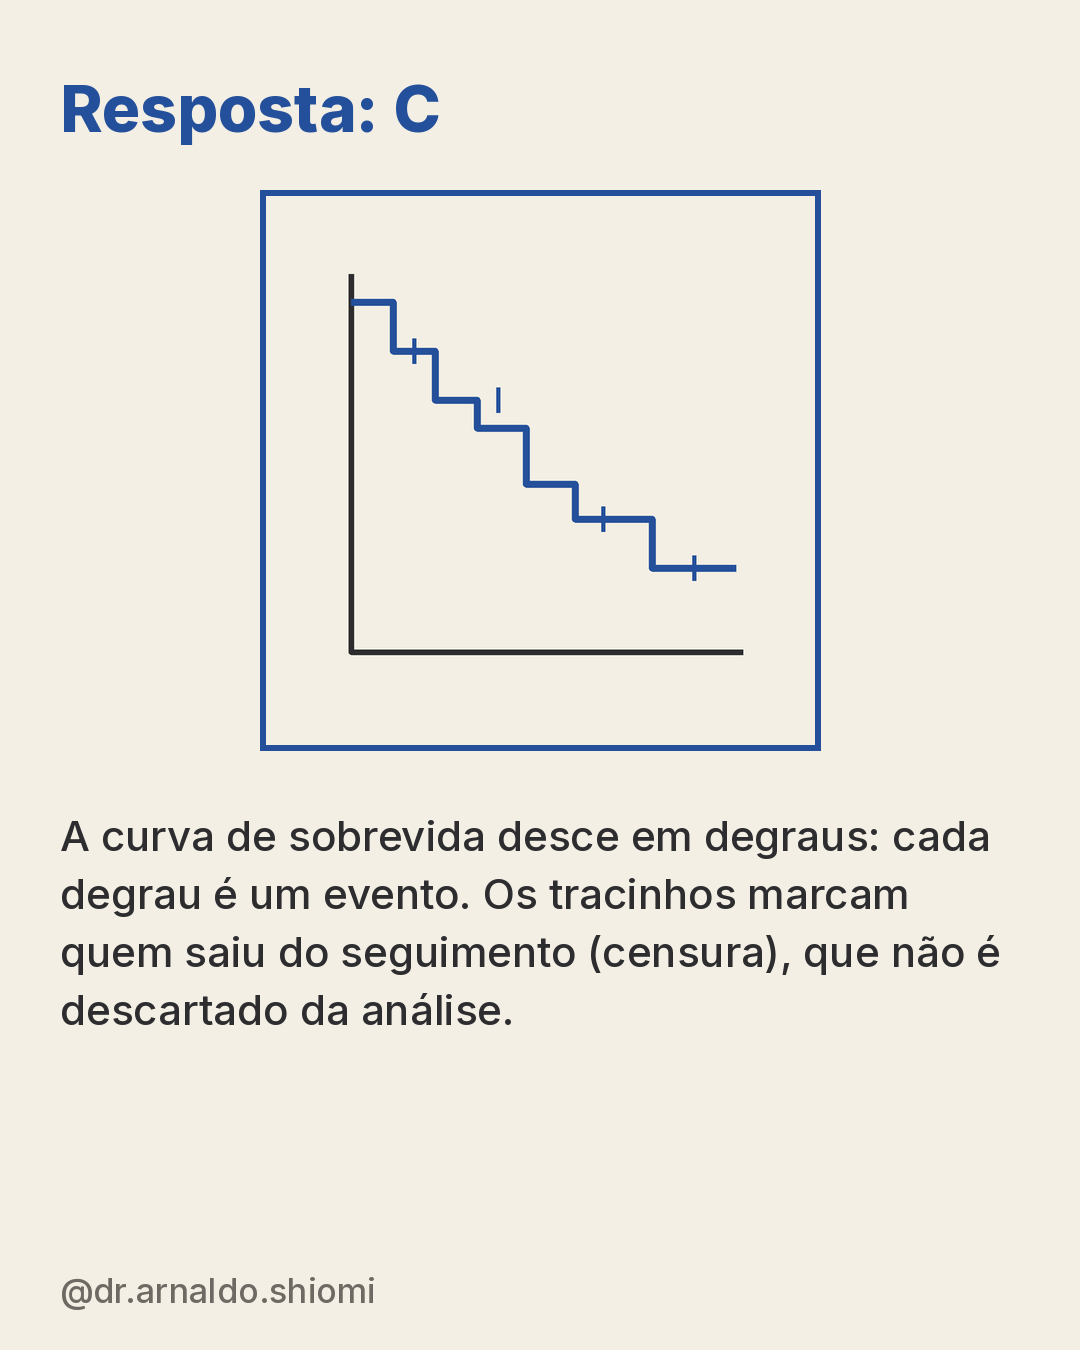 Resposta: C
A curva de sobrevida desce em degraus: cada
degrau é um evento. Os tracinhos marcam
quem saiu do seguimento (censura), que não é
descartado da análise.
@dr.arnaldo.shiomi